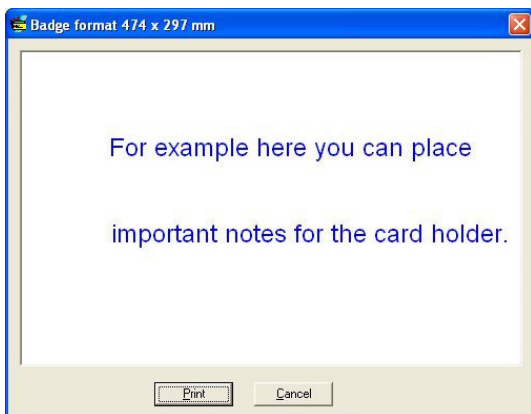 Badge format 474 x 297 mm
For example here you can place
important notes for the card holder.
Print Cancel